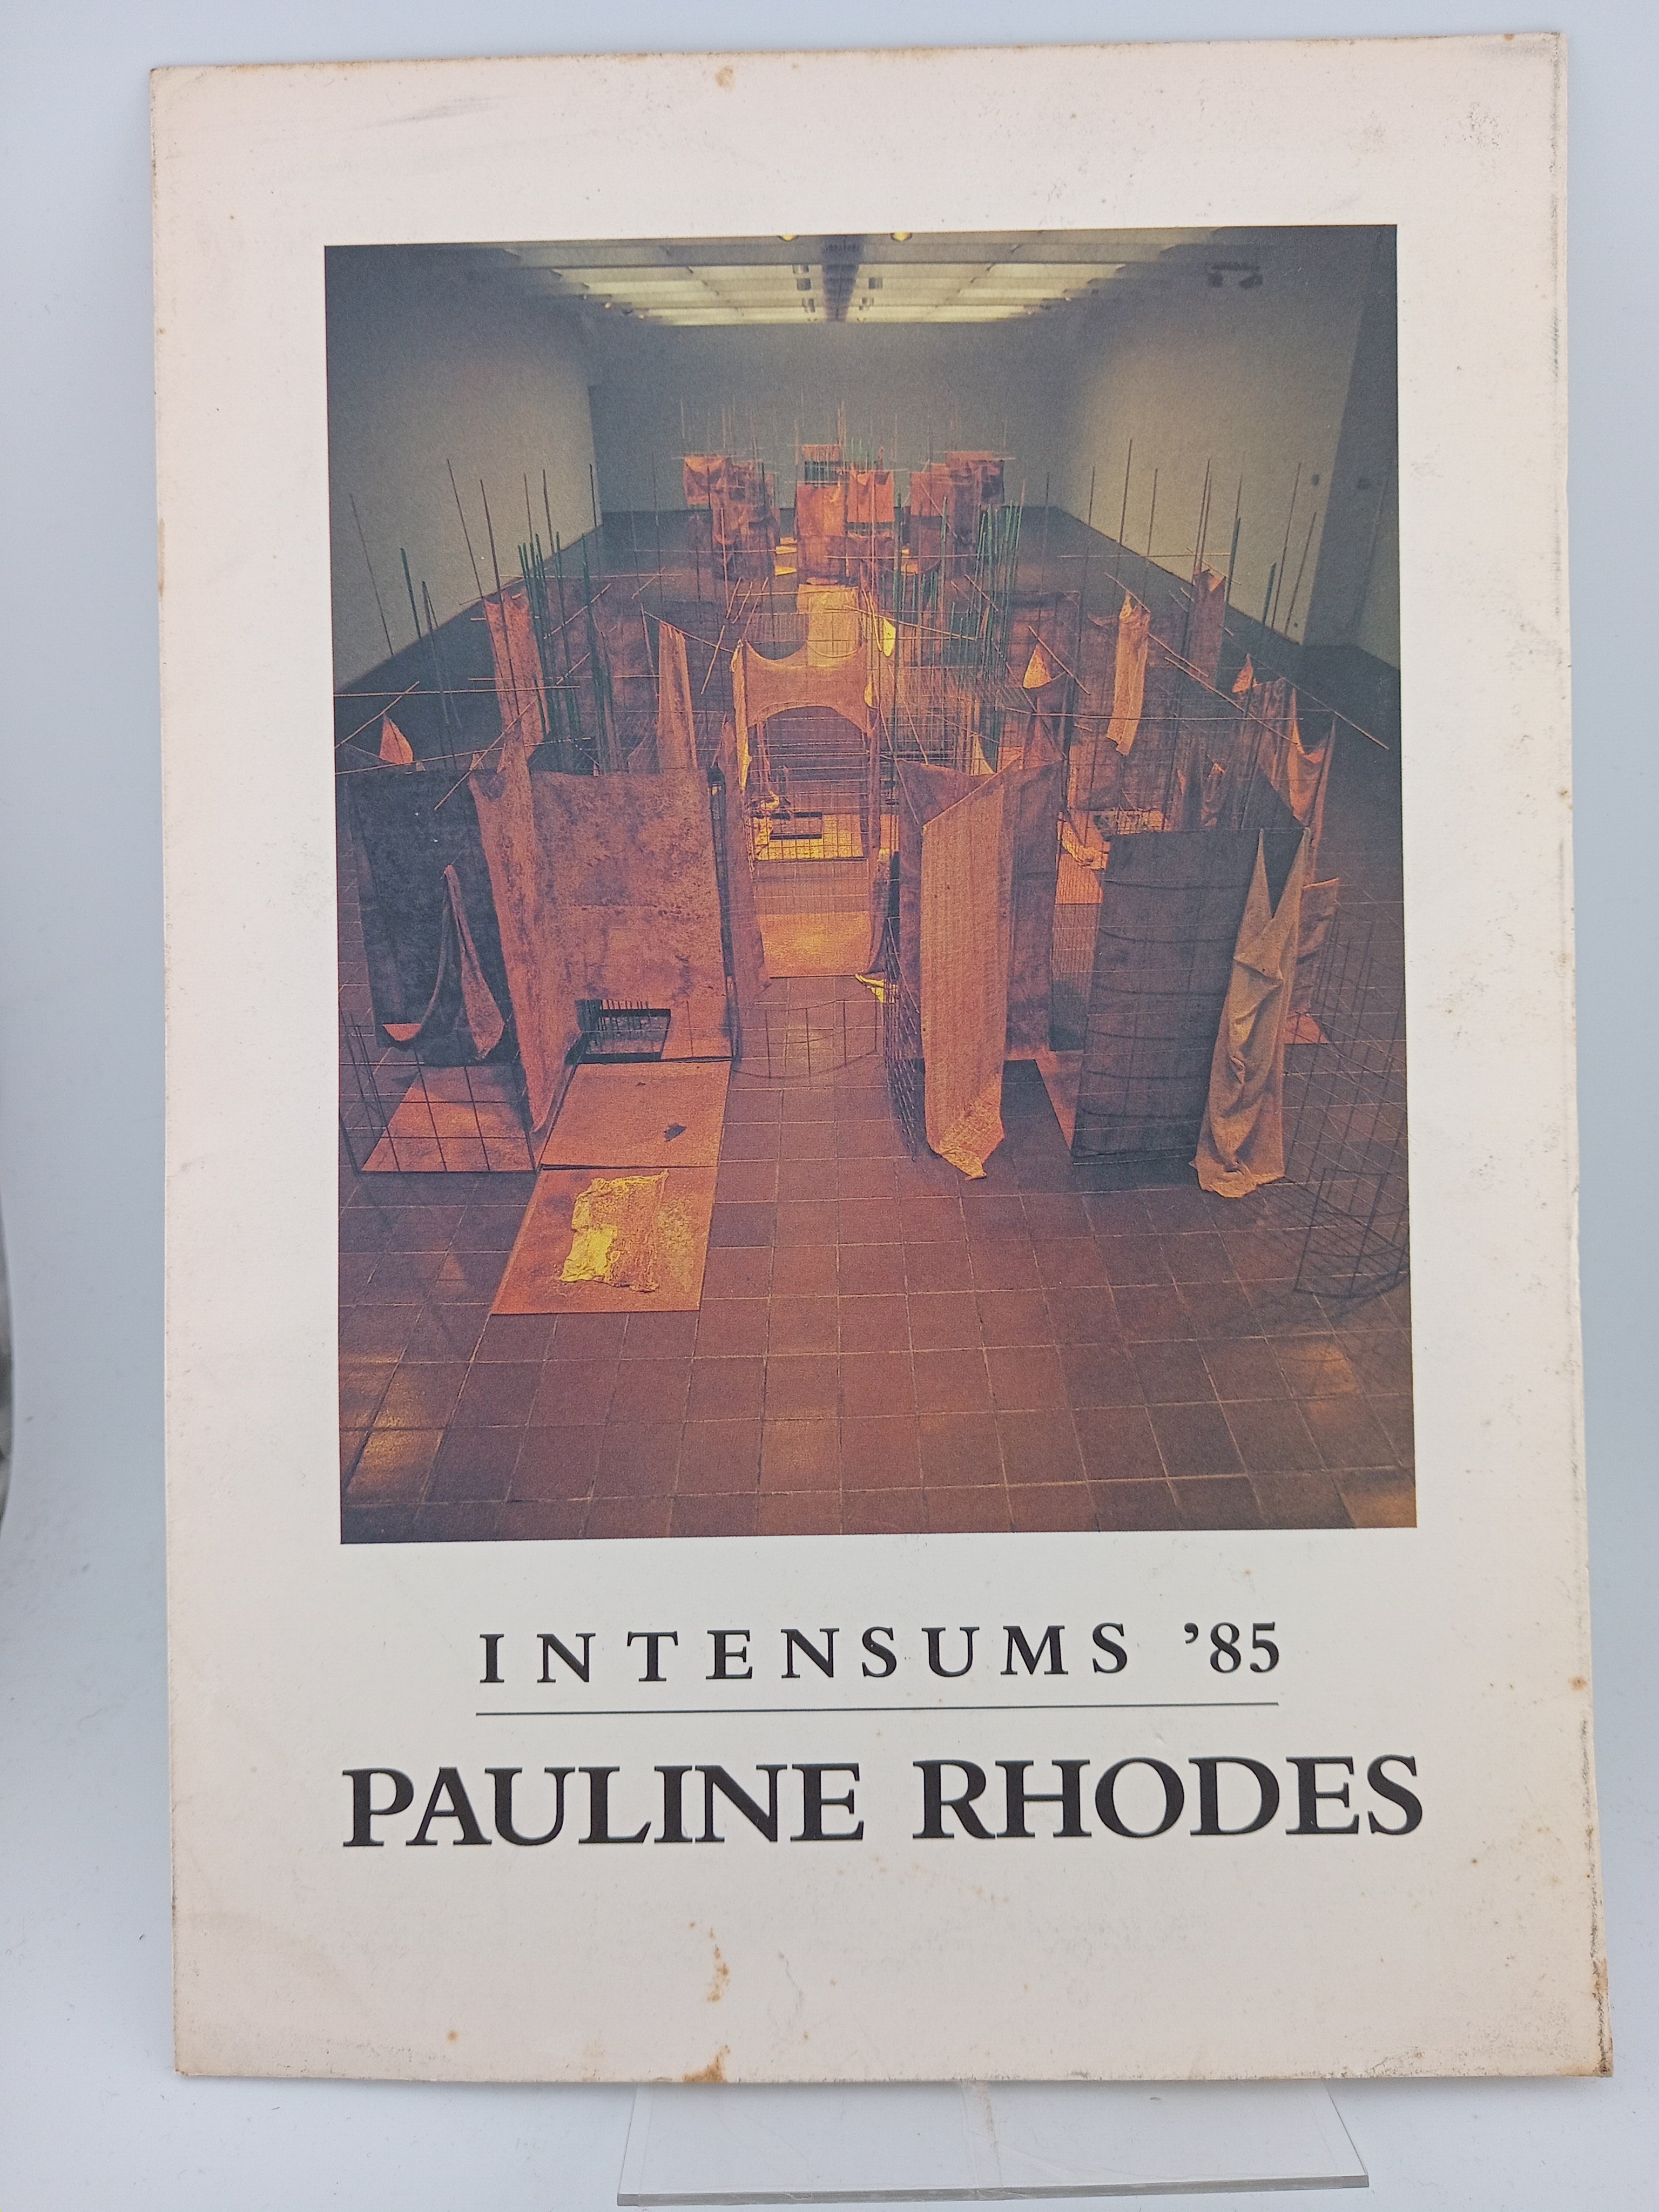 INTENSUMS ’85
PAULINE RHODES